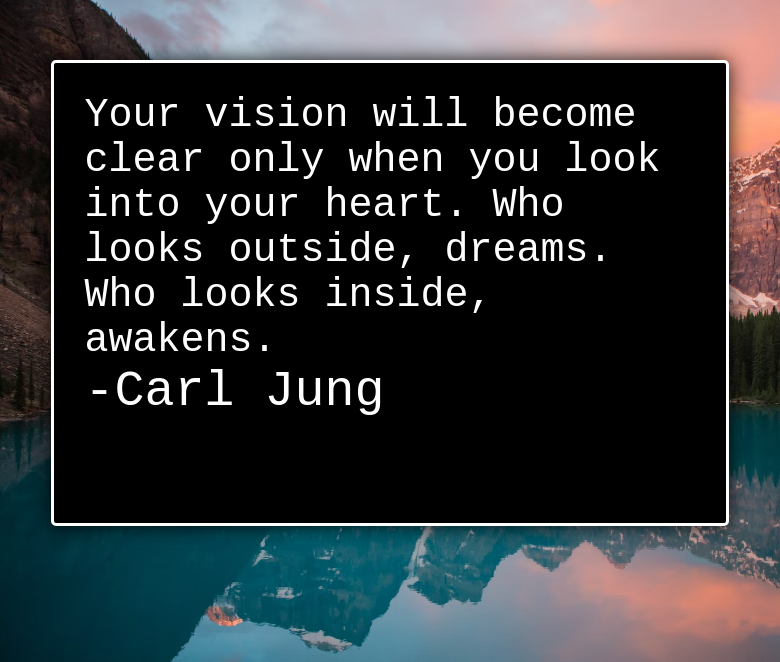 Your vision will become
clear only when you look
into your heart. Who
looks outside, dreams.
Who looks inside,
awakens.
-Carl Jung